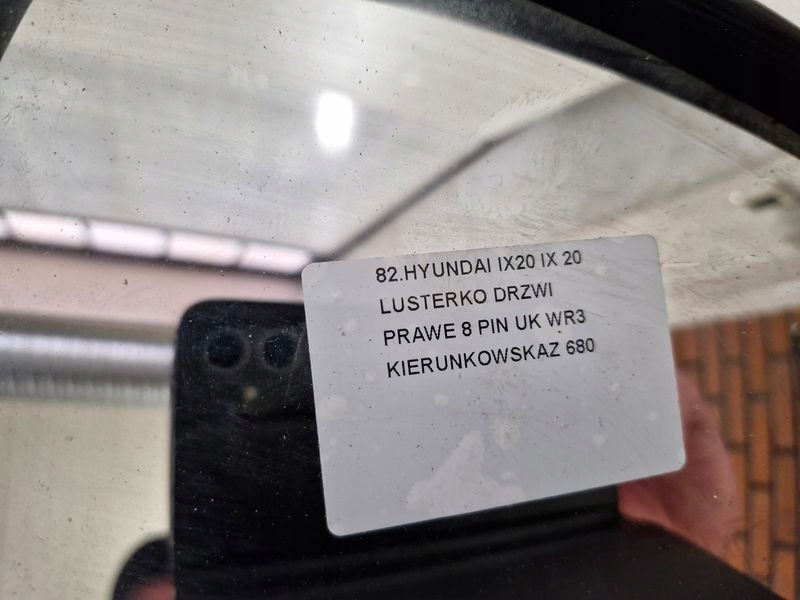 82.HYUNDAI IX20 IX 20
LUSTERKO DRZWI
PRAWE 8 PIN UK WR3
KIERUNKOWSKAZ 680